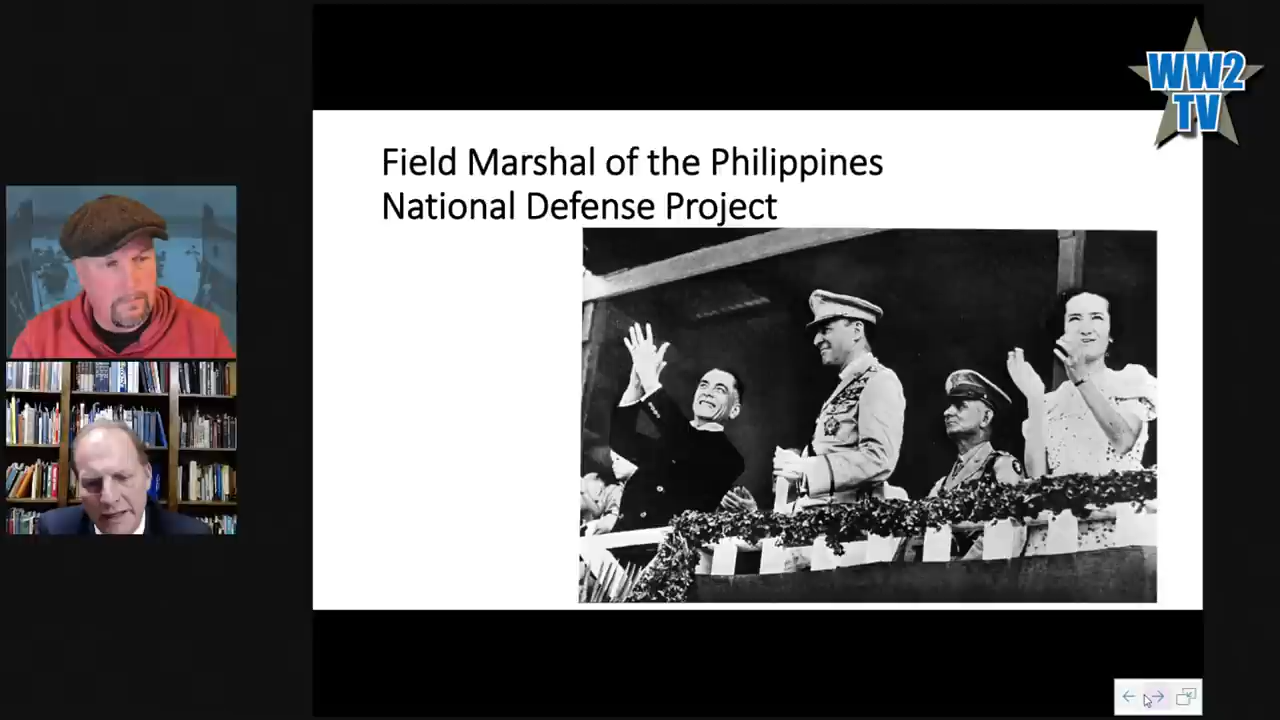 WW2
TV
Field Marshal of the Philippines
National Defense Project